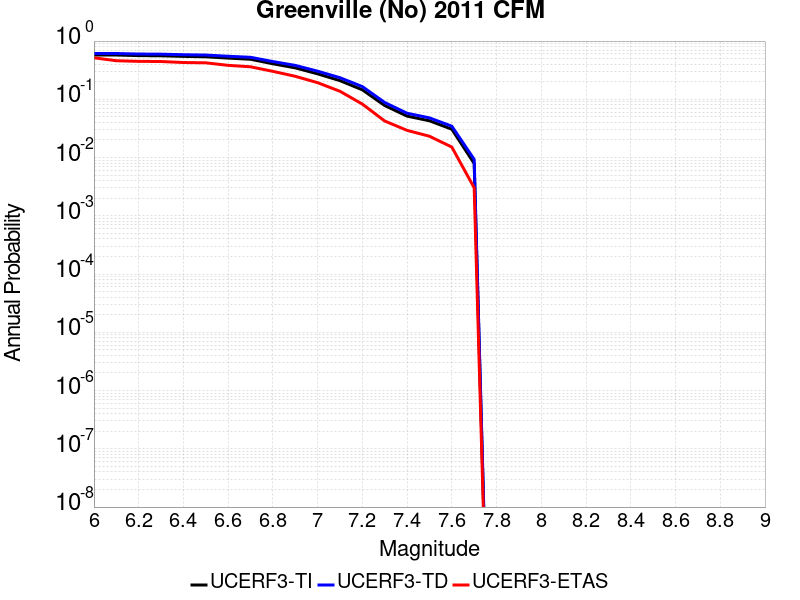 Greenville (No) 2011 CFM
10^0
10^-1
10^-2
10^-3
10^-4
10^-5
10^-6
10^-7
10^-8
Annual Probability
6 6.2 6.4 6.6 6.8 7 7.2 7.4 7.6 7.8 8 8.2 8.4 8.6 8.8 9
Magnitude
UCERF3-TI UCERF3-TD UCERF3-ETAS